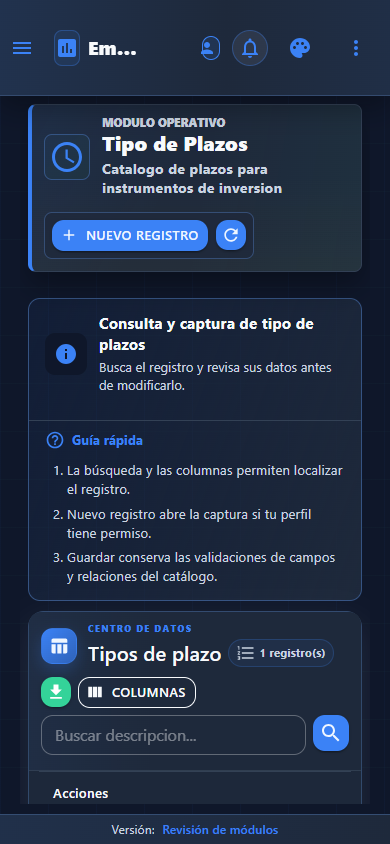 Em...
MODULO OPERATIVO
Tipo de Plazos
Catalogo de plazos para
instrumentos de inversion
NUEVO REGISTRO
Consulta y captura de tipo de
plazos
Busca el registro y revisa sus datos antes
de modificarlo.
Guía rápida
1. La búsqueda y las columnas permiten localizar
el registro.
2. Nuevo registro abre la captura si tu perfil
tiene permiso.
3. Guardar conserva las validaciones de campos
y relaciones del catálogo.
CENTRO DE DATOS
Tipos de plazo
1 registro(s)
COLUMNAS
Buscar descripcion...
Acciones
Versión: Revisión de módulos